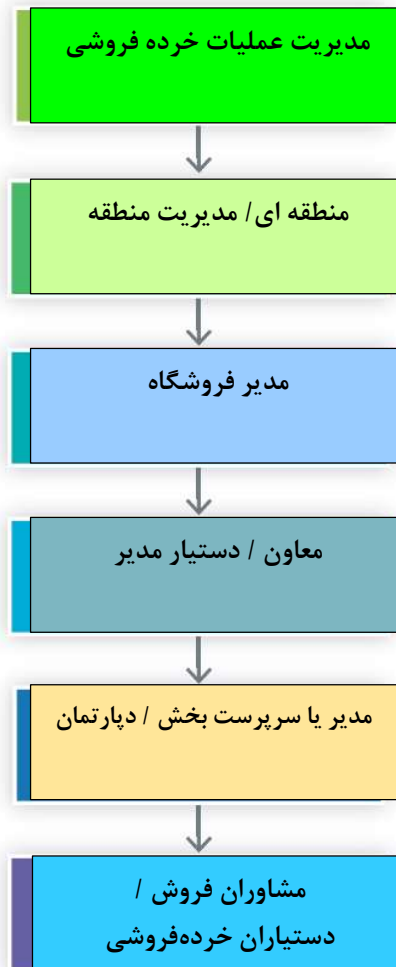 مدیریت عملیات خرده فروشی
منطقه ای/ مدیریت منطقه
مدیر فروشگاه
معاون / دستیار مدیر
مدیر یا سرپرست بخش / دپارتمان
مشاوران فروش /
دستیاران خرده‌فروشی